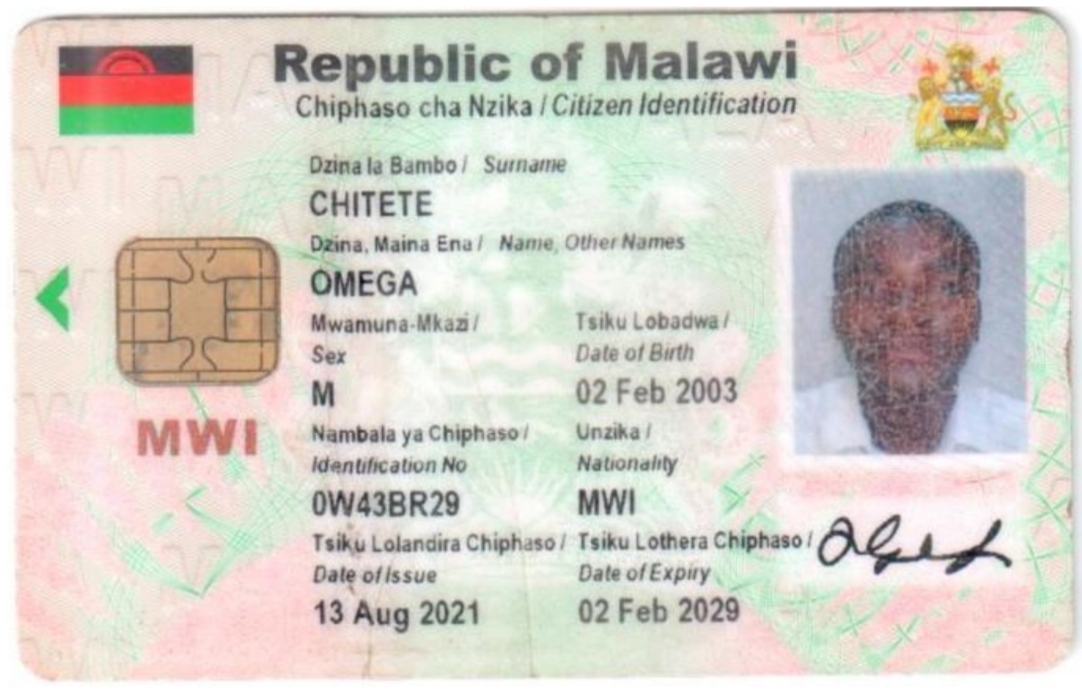 Republic of Malawi
Chiphaso cha Nzika / Citizen Identification
Dzina la Bambo / Surname
CHITETE
Dzina, Maina Ena / Name, Other Names
OMEGA
Mwamuna-Mkazi / Tsiku Lobadwa /
Sex Date of Birth
M 02 Feb 2003
MWI
Nambala ya Chiphaso / Unzika /
Identification No Nationality
0W43BR29 MWI
Tsiku Lolandira Chiphaso / Tsiku Lothera Chiphaso /
Date of Issue Date of Expiry
13 Aug 2021 02 Feb 2029